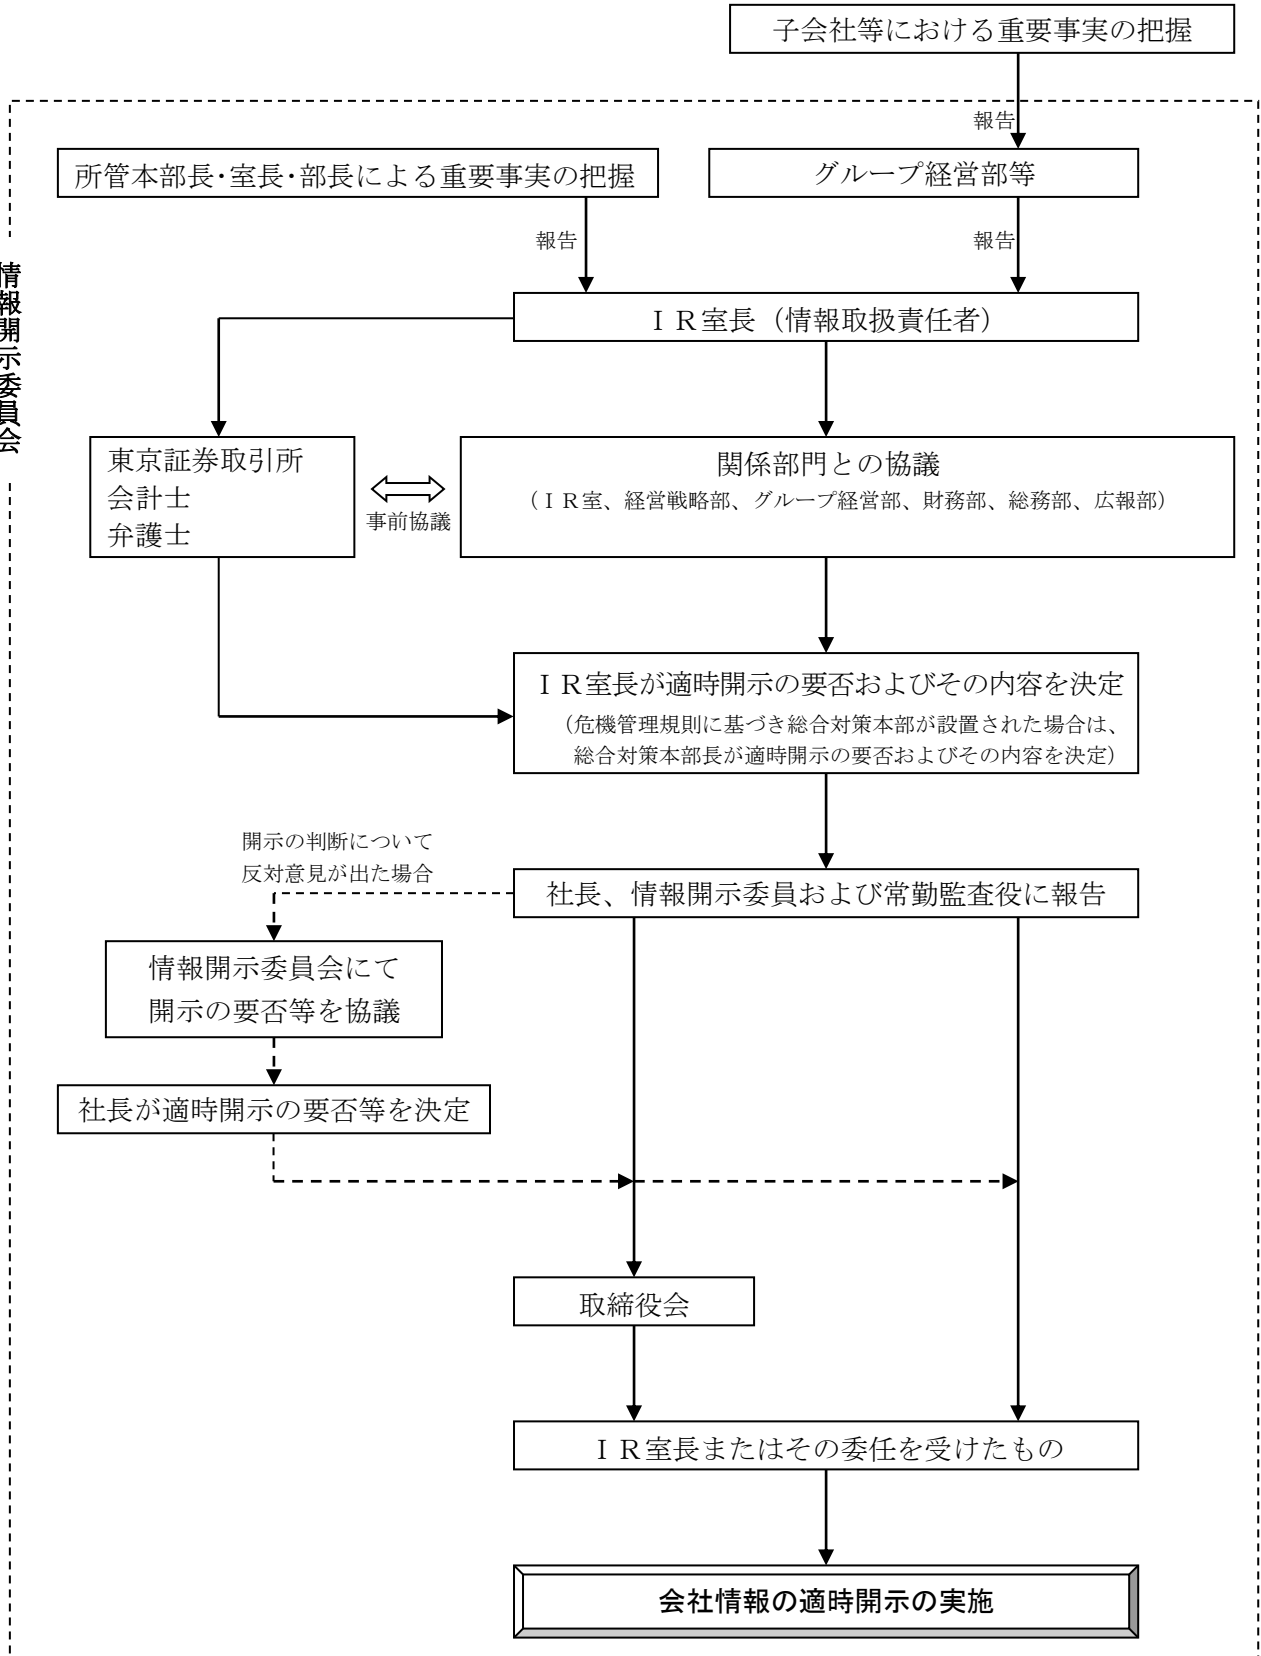 子会社等における重要事実の把握
報告
所管本部長･室長･部長による重要事実の把握
グループ経営部等
報告
報告
情報開示委員会
ＩＲ室長（情報取扱責任者）
東京証券取引所
会計士
弁護士
事前協議
関係部門との協議
（ＩＲ室、経営戦略部、グループ経営部、財務部、総務部、広報部）
ＩＲ室長が適時開示の要否およびその内容を決定
（危機管理規則に基づき総合対策本部が設置された場合は、
総合対策本部長が適時開示の要否およびその内容を決定）
開示の判断について
反対意見が出た場合
社長、情報開示委員および常勤監査役に報告
情報開示委員会にて
開示の要否等を協議
社長が適時開示の要否等を決定
取締役会
ＩＲ室長またはその委任を受けたもの
会社情報の適時開示の実施